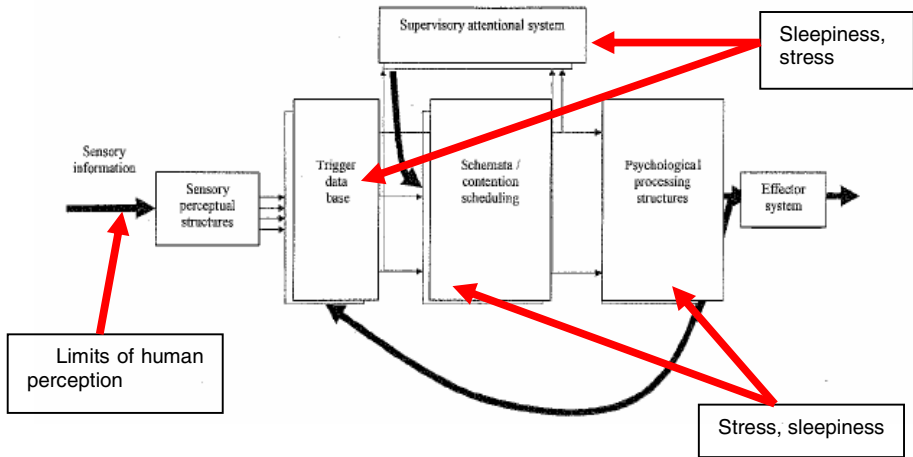 Supervisory attentional system
Sleepiness,
stress
Sensory
information
Sensory
perceptual
structures
Trigger
data
base
Schemata /
contention
scheduling
Psychological
processing
structures
Effector
system
Limits of human
perception
Stress, sleepiness